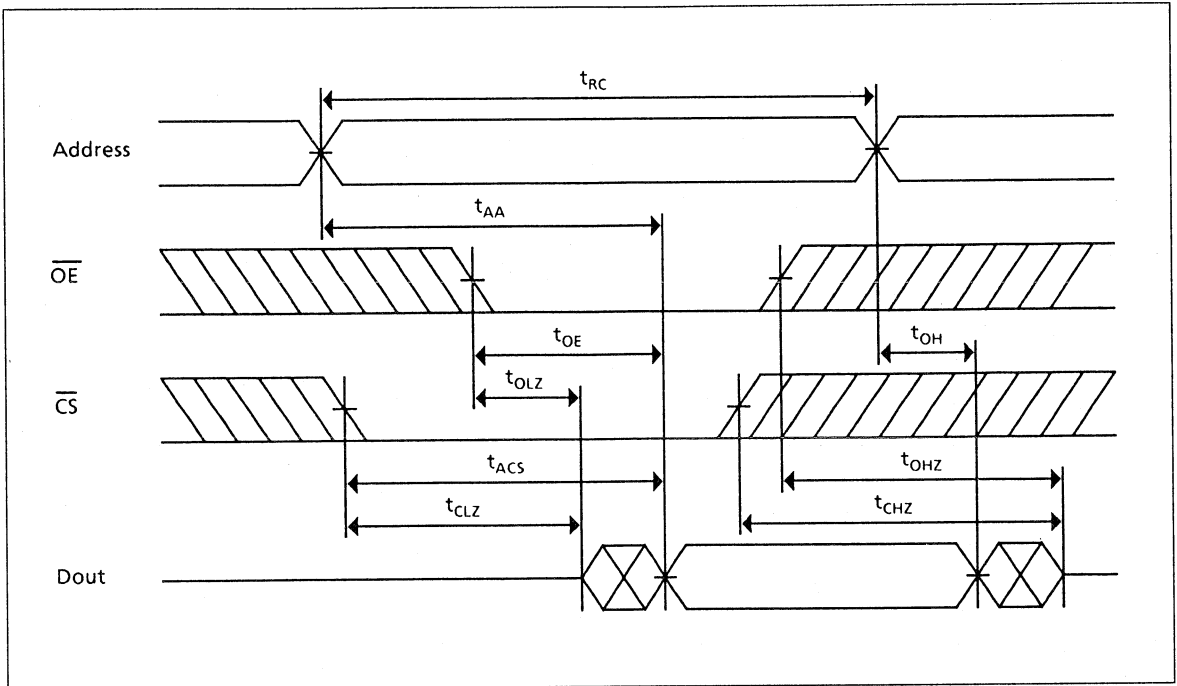 tRC
Address
tAA
OE
tOE
tOH
tOLZ
CS
tACS
tOHZ
tCLZ
tCHZ
Dout